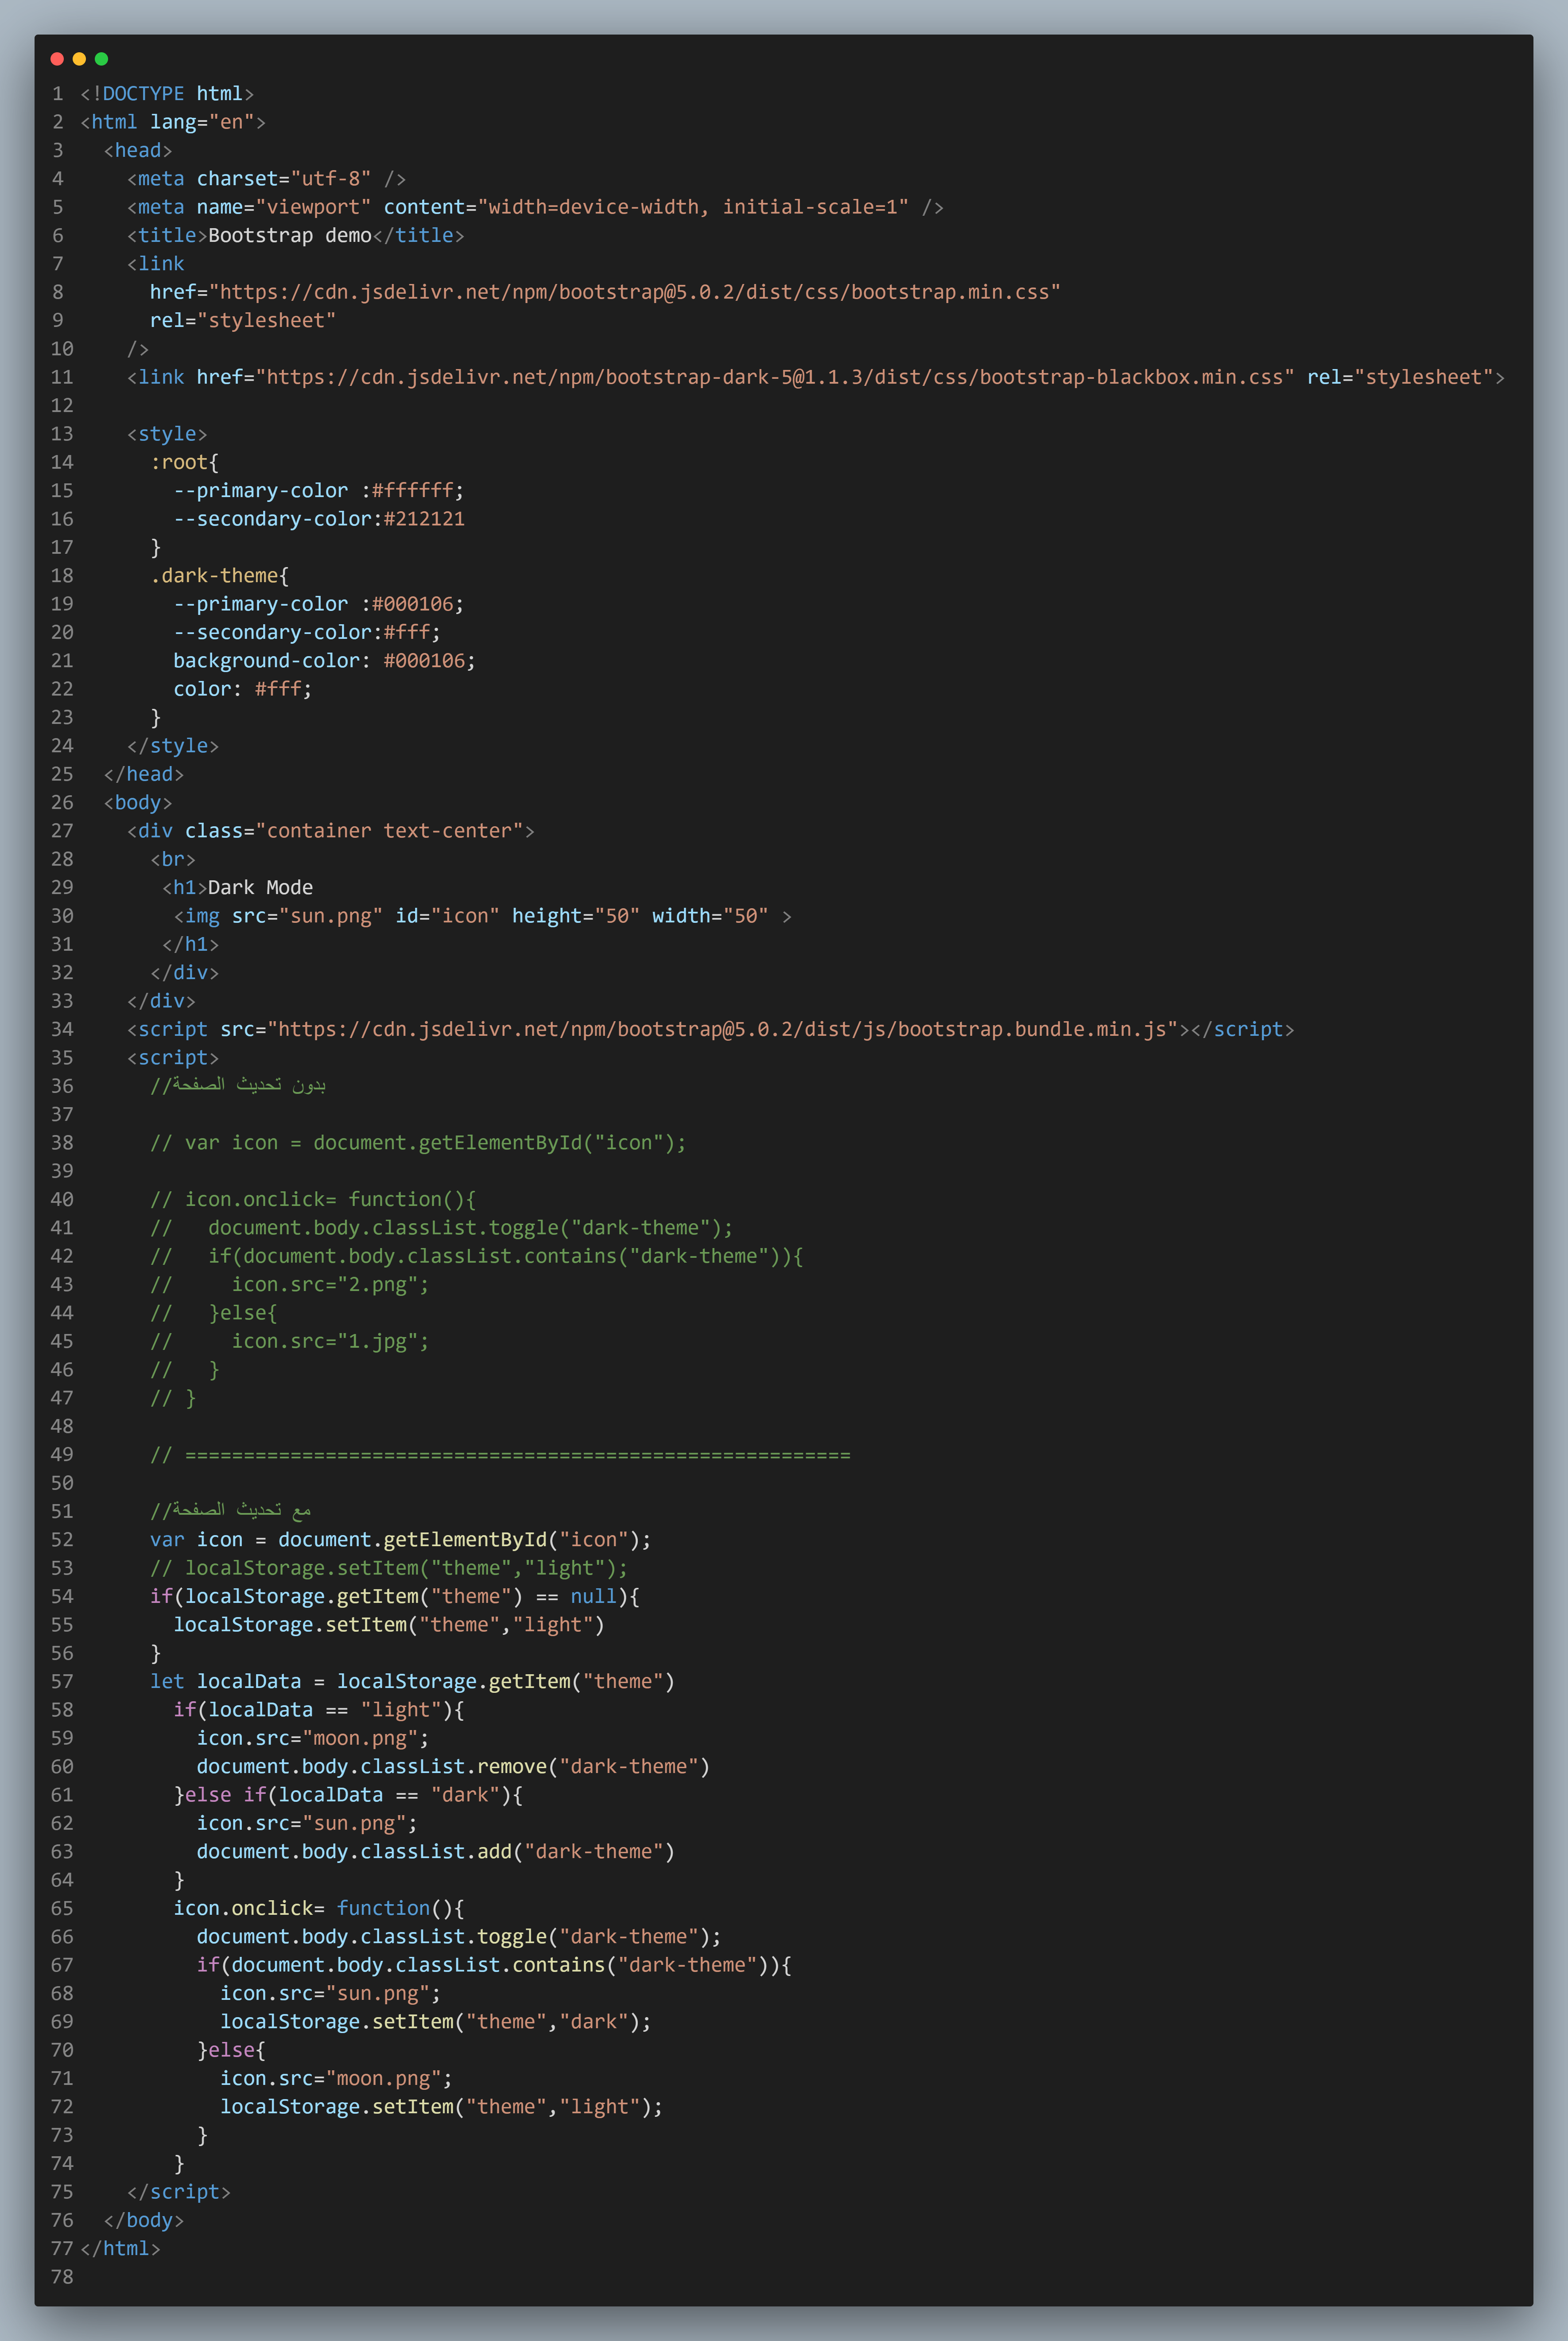 1 <!DOCTYPE html>
2 <html lang="en">
3   <head>
4     <meta charset="utf-8" />
5     <meta name="viewport" content="width=device-width, initial-scale=1" />
6     <title>Bootstrap demo</title>
7     <link
8       href="https://cdn.jsdelivr.net/npm/bootstrap@5.0.2/dist/css/bootstrap.min.css"
9       rel="stylesheet"
10     />
11     <link href="https://cdn.jsdelivr.net/npm/bootstrap-dark-5@1.1.3/dist/css/bootstrap-blackbox.min.css" rel="stylesheet">
12
13     <style>
14       :root{
15         --primary-color :#ffffff;
16         --secondary-color:#212121
17       }
18       .dark-theme{
19         --primary-color :#000106;
20         --secondary-color:#fff;
21         background-color: #000106;
22         color: #fff;
23       }
24     </style>
25   </head>
26   <body>
27     <div class="container text-center">
28       <br>
29        <h1>Dark Mode
30         <img src="sun.png" id="icon" height="50" width="50" >
31        </h1>
32       </div>
33     </div>
34     <script src="https://cdn.jsdelivr.net/npm/bootstrap@5.0.2/dist/js/bootstrap.bundle.min.js"></script>
35     <script>
36       //بدون تحديث الصفحة
37
38       // var icon = document.getElementById("icon");
39
40       // icon.onclick= function(){
41       //   document.body.classList.toggle("dark-theme");
42       //   if(document.body.classList.contains("dark-theme")){
43       //     icon.src="2.png";
44       //   }else{
45       //     icon.src="1.jpg";
46       //   }
47       // }
48
49       // =========================================================
50
51       //مع تحديث الصفحة
52       var icon = document.getElementById("icon");
53       // localStorage.setItem("theme","light");
54       if(localStorage.getItem("theme") == null){
55         localStorage.setItem("theme","light")
56       }
57       let localData = localStorage.getItem("theme")
58         if(localData == "light"){
59           icon.src="moon.png";
60           document.body.classList.remove("dark-theme")
61         }else if(localData == "dark"){
62           icon.src="sun.png";
63           document.body.classList.add("dark-theme")
64         }
65         icon.onclick= function(){
66           document.body.classList.toggle("dark-theme");
67           if(document.body.classList.contains("dark-theme")){
68             icon.src="sun.png";
69             localStorage.setItem("theme","dark");
70           }else{
71             icon.src="moon.png";
72             localStorage.setItem("theme","light");
73           }
74         }
75     </script>
76   </body>
77 </html>
78